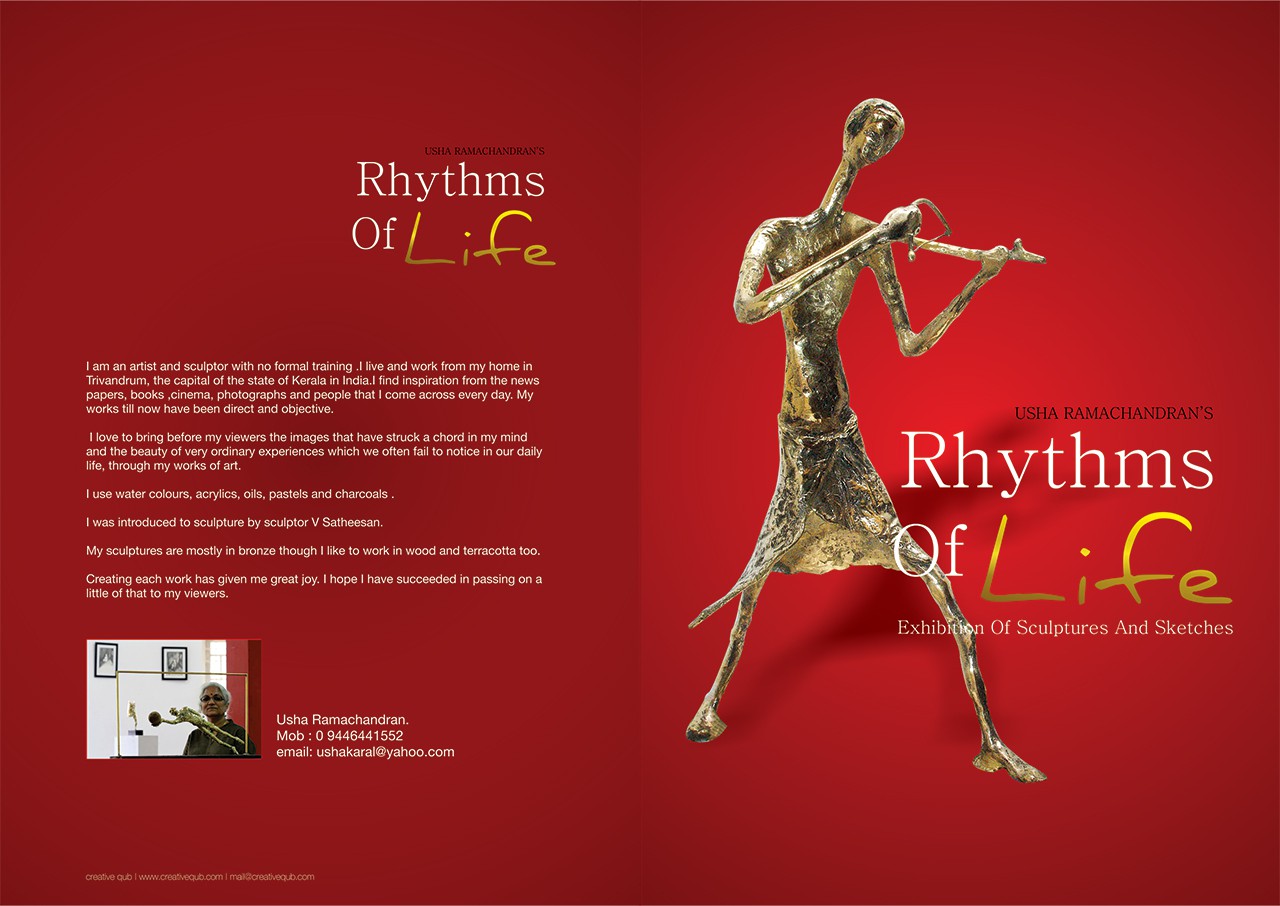 USHA RAMACHANDRAN'S
Rhythms
Of Life
I am an artist and sculptor with no formal training .I live and work from my home in
Trivandrum, the capital of the state of Kerala in India.I find inspiration from the news
papers, books ,cinema, photographs and people that I come across every day. My
works till now have been direct and objective.
I love to bring before my viewers the images that have struck a chord in my mind
and the beauty of very ordinary experiences which we often fail to notice in our daily
life, through my works of art.
I use water colours, acrylics, oils, pastels and charcoals .
I was introduced to sculpture by sculptor V Satheesan.
My sculptures are mostly in bronze though I like to work in wood and terracotta too.
Creating each work has given me great joy. I hope I have succeeded in passing on a
little of that to my viewers.
Usha Ramachandran.
Mob : 0 9446441552
email: ushakaral@yahoo.com
creative qub | www.creativequb.com | mail@creativequb.com
USHA RAMACHANDRAN'S
Rhythms
Of Life
Exhibition Of Sculptures And Sketches